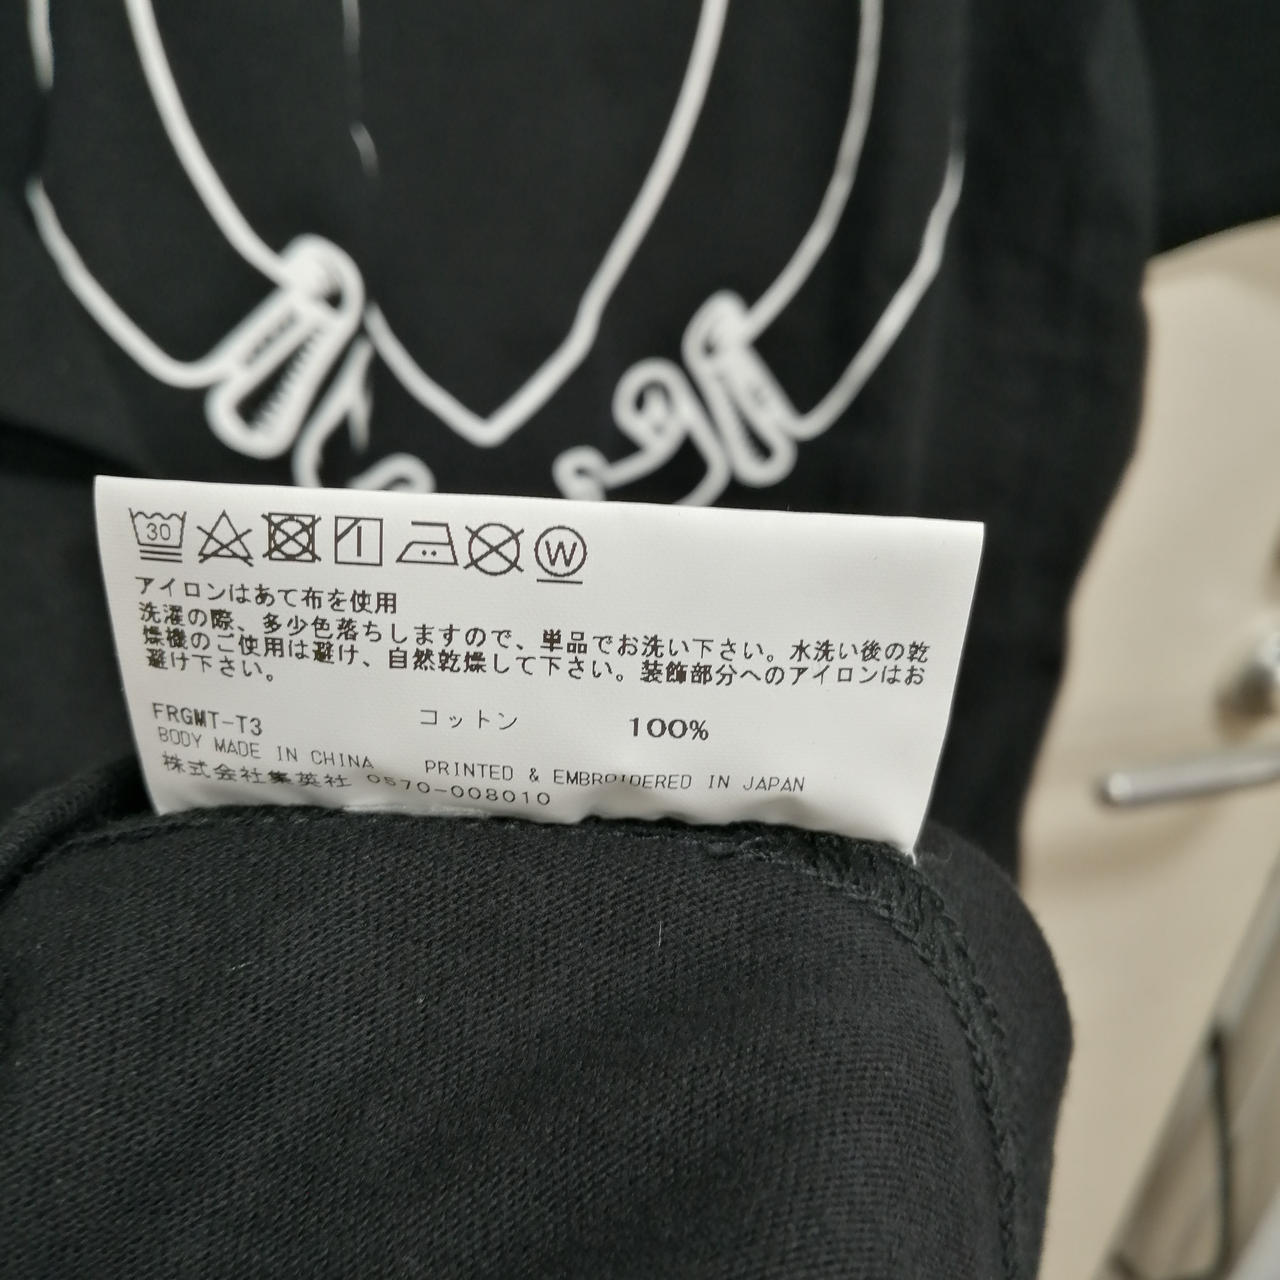 30
W
アイロンはあて布を使用
洗濯の際、多少色落ちしますので、単品でお洗い下さい。水洗い後の乾
燥機のご使用は避け、自然乾燥して下さい。装飾部分へのアイロンはお
避け下さい。
FRGMT-T3 コットン 100%
BODY MADE IN CHINA PRINTED & EMBROIDERED IN JAPAN
株式会社集英社 0570-008010